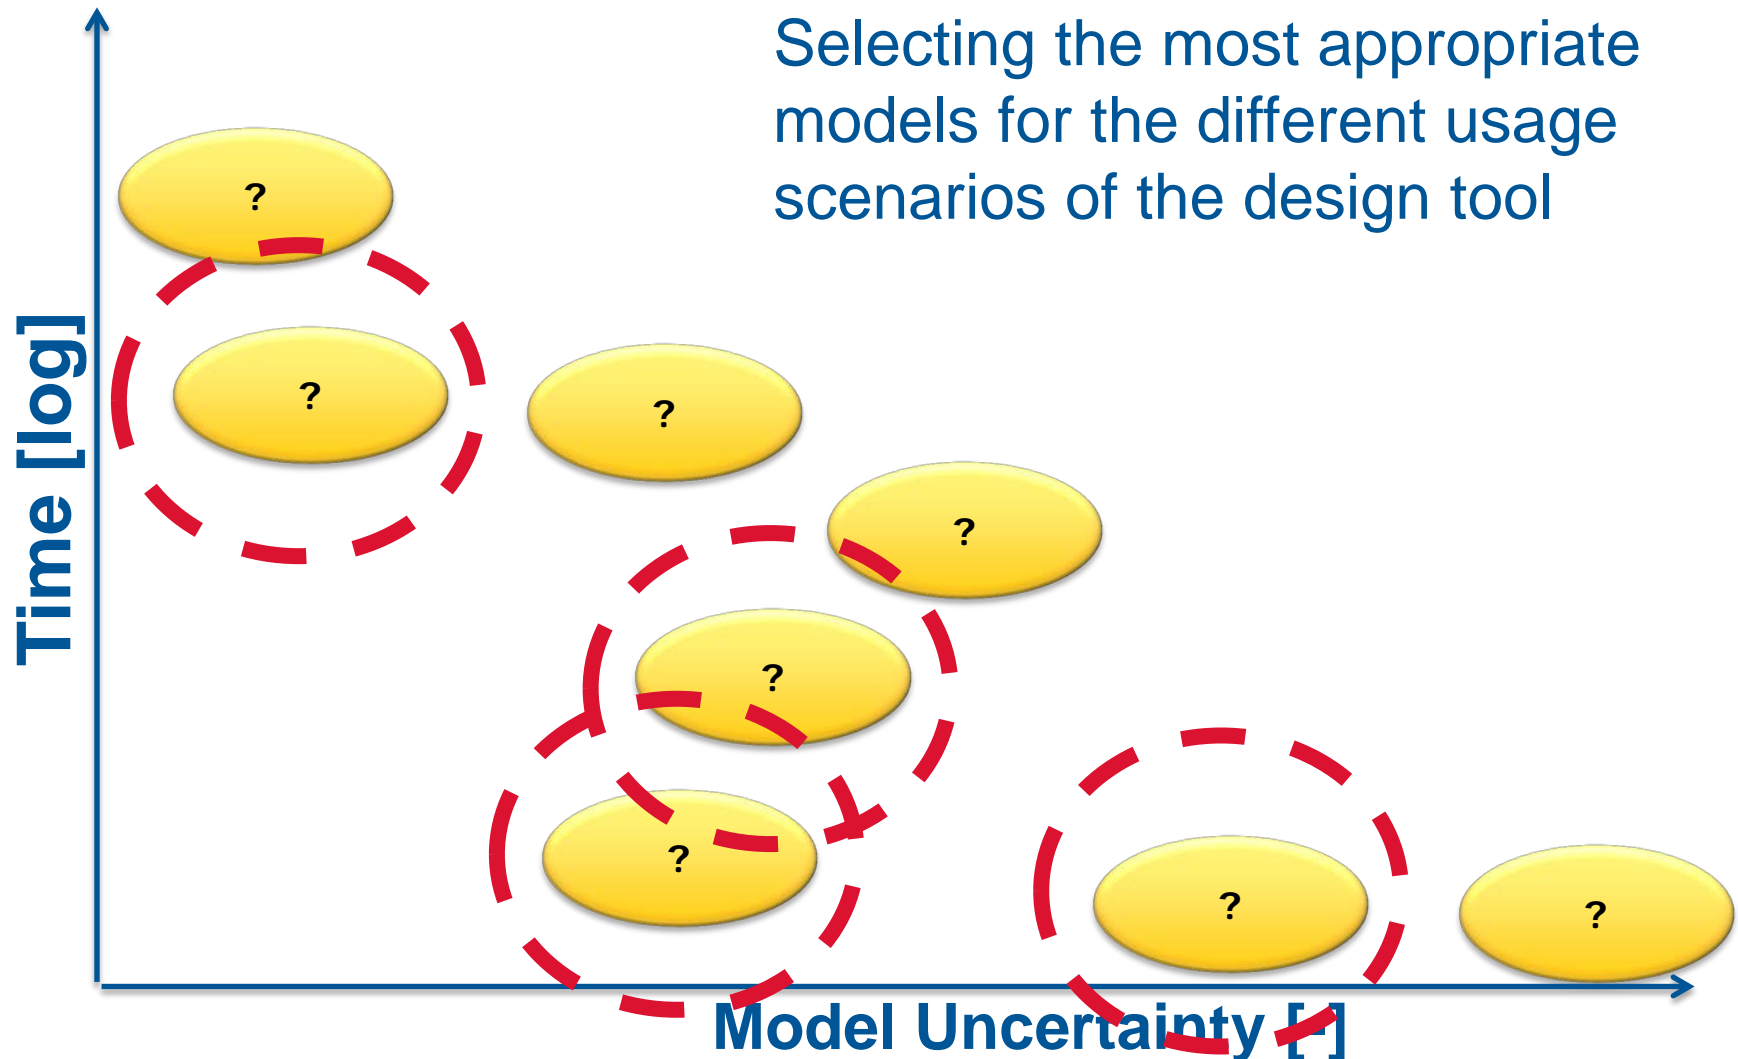 Selecting the most appropriate
models for the different usage
scenarios of the design tool
?
?
?
?
?
?
?
?
Time [log]
Model Uncertainty [-]